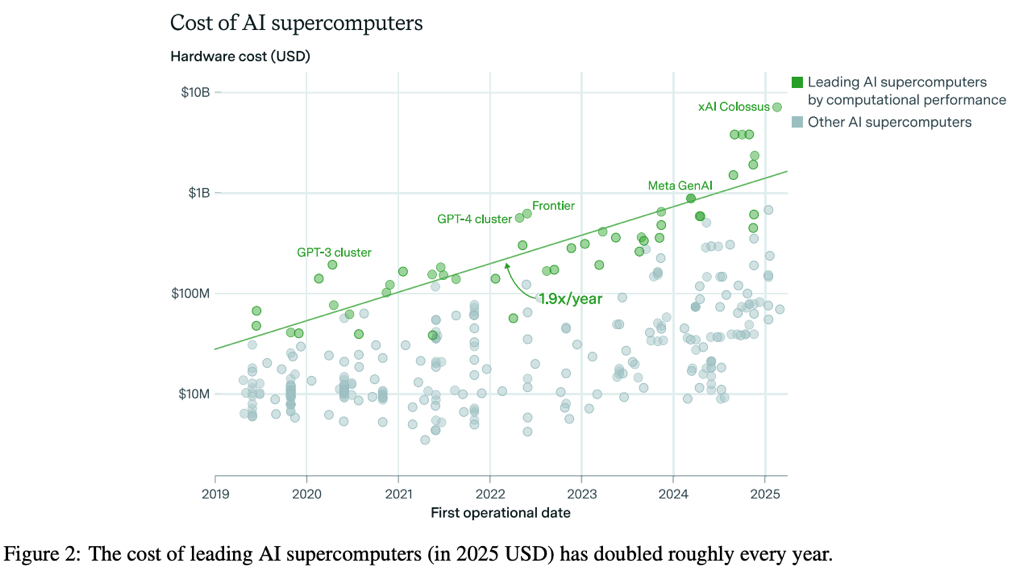 Cost of AI supercomputers
Hardware cost (USD)
$10B
$1B
$100M
$10M
xAI Colossus
Meta GenAI
Frontier
GPT-4 cluster
GPT-3 cluster
1.9x/year
Leading AI supercomputers
by computational performance
Other AI supercomputers
2019
2020
2021
2022
2023
2024
2025
First operational date
Figure 2: The cost of leading AI supercomputers (in 2025 USD) has doubled roughly every year.